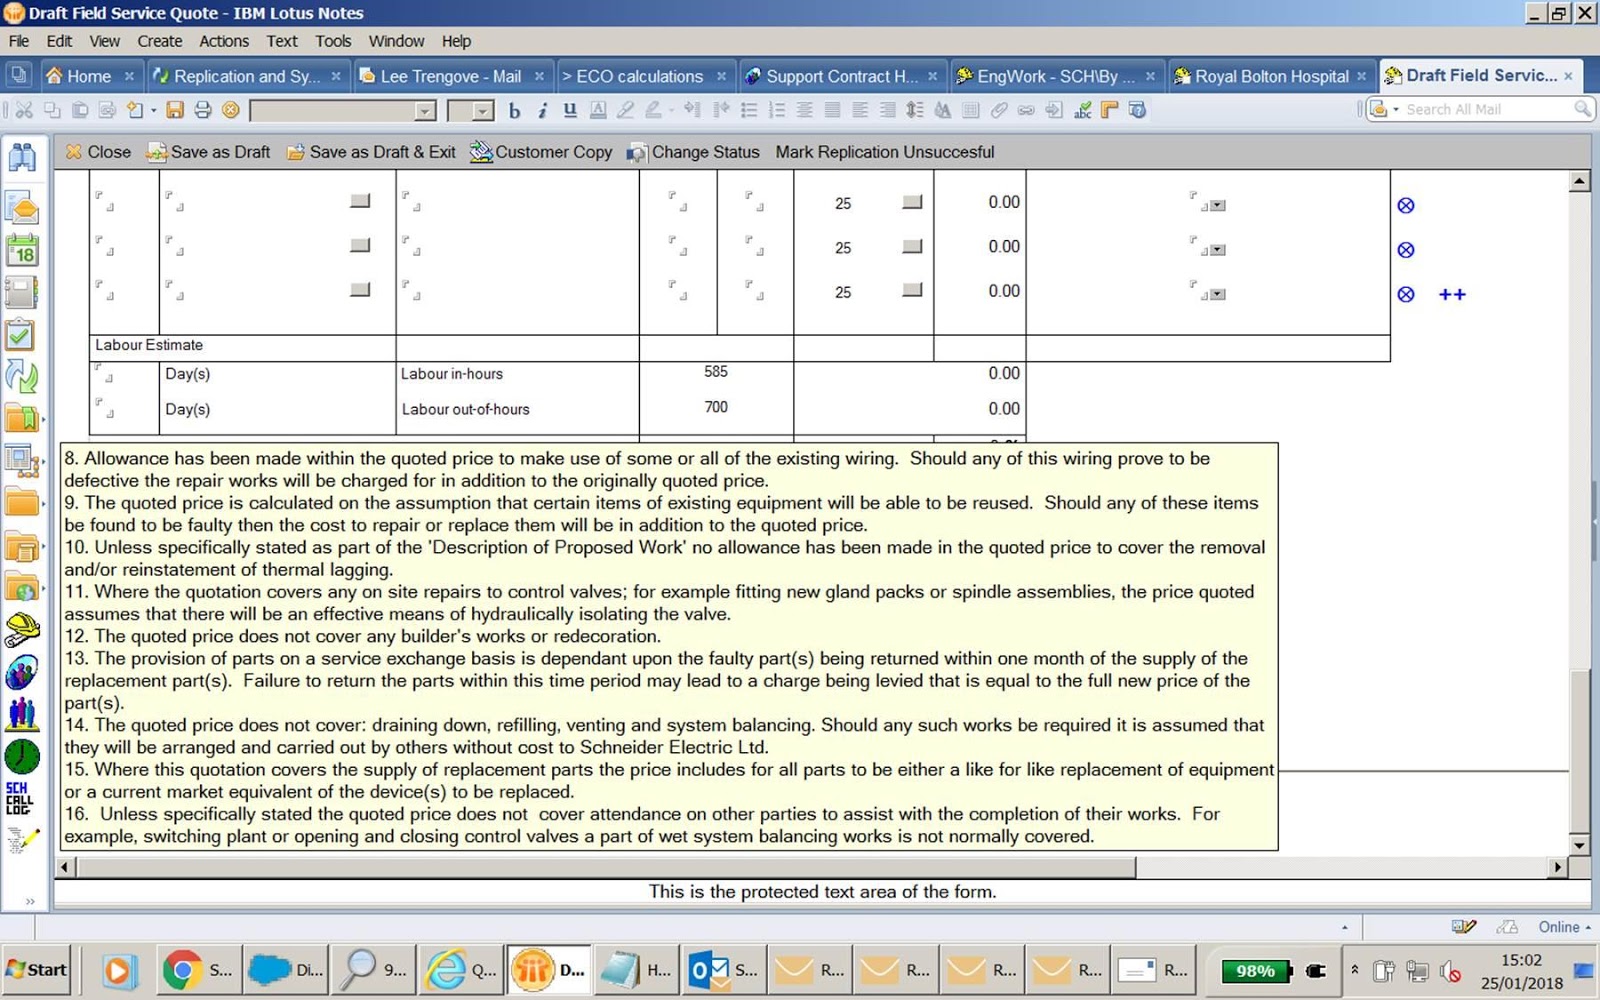 Draft Field Service Quote - IBM Lotus Notes
File Edit View Create Actions Text Tools Window Help
Home Replication and Sy... Lee Trengove - Mail > ECO calculations Support Contract H... EngWork - SCH\By ... Royal Bolton Hospital Draft Field Servic...
Search All Mail
Close Save as Draft Save as Draft & Exit Customer Copy Change Status Mark Replication Unsuccesful
25 0.00
25 0.00
25 0.00 ++
Labour Estimate
Day(s) Labour in-hours 585 0.00
Day(s) Labour out-of-hours 700 0.00
8. Allowance has been made within the quoted price to make use of some or all of the existing wiring. Should any of this wiring prove to be
defective the repair works will be charged for in addition to the originally quoted price.
9. The quoted price is calculated on the assumption that certain items of existing equipment will be able to be reused. Should any of these items
be found to be faulty then the cost to repair or replace them will be in addition to the quoted price.
10. Unless specifically stated as part of the 'Description of Proposed Work' no allowance has been made in the quoted price to cover the removal
and/or reinstatement of thermal lagging.
11. Where the quotation covers any on site repairs to control valves; for example fitting new gland packs or spindle assemblies, the price quoted
assumes that there will be an effective means of hydraulically isolating the valve.
12. The quoted price does not cover any builder's works or redecoration.
13. The provision of parts on a service exchange basis is dependant upon the faulty part(s) being returned within one month of the supply of the
replacement part(s). Failure to return the parts within this time period may lead to a charge being levied that is equal to the full new price of the
part(s).
14. The quoted price does not cover: draining down, refilling, venting and system balancing. Should any such works be required it is assumed that
they will be arranged and carried out by others without cost to Schneider Electric Ltd.
15. Where this quotation covers the supply of replacement parts the price includes for all parts to be either a like for like replacement of equipment
or a current market equivalent of the device(s) to be replaced.
16. Unless specifically stated the quoted price does not cover attendance on other parties to assist with the completion of their works. For
example, switching plant or opening and closing control valves a part of wet system balancing works is not normally covered.
18
SCH
CALL
LOG
This is the protected text area of the form.
Online
Start S... Di... 9... Q... D... H... S... R... R... R... R... R... 98% 15:02
25/01/2018